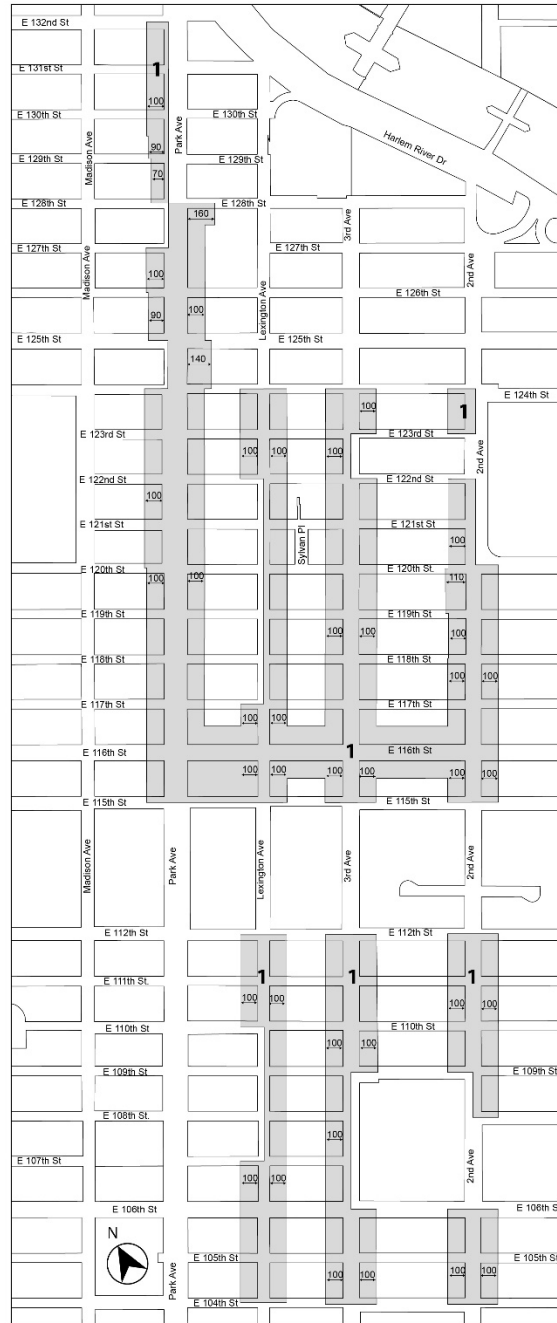 E 132nd St
E 131st St
1
100
E 130th St
E 130th St
Madison Ave
Park Ave
90
Harlem River Dr
E 129th St
E 129th St
70
E 128th St
E 128th St
160
3rd Ave
E 127th St
E 127th St
Madison Ave
2nd Ave
100
E 126th St
Lexington Ave
90
100
E 125th St
E 125th St
140
E 124th St
100
1
E 123rd St
E 123rd St
100
100
100
2nd Ave
E 122nd St
E 122nd St
100
E 121st St
E 121st St
Sylvan Pl
100
E 120th St
E 120th St.
100
100
110
E 119th St
E 119th St
100
100
100
E 118th St
E 118th St
100
100
E 117th St
E 117th St
100
100
E 116th St
1
E 116th St
100
100
100
100
100
100
E 115th St
E 115th St
Madison Ave
Park Ave
Lexington Ave
3rd Ave
2nd Ave
E 112th St
E 112th St
1
1
1
E 111th St.
100
100
100
100
E 110th St
E 110th St
100
100
E 109th St
E 109th St
E 108th St.
100
E 107th St
2nd Ave
100
100
E 106th St
E 106th St
N
E 105th St
E 105th St
Park Ave
100
100
100
100
E 104th St